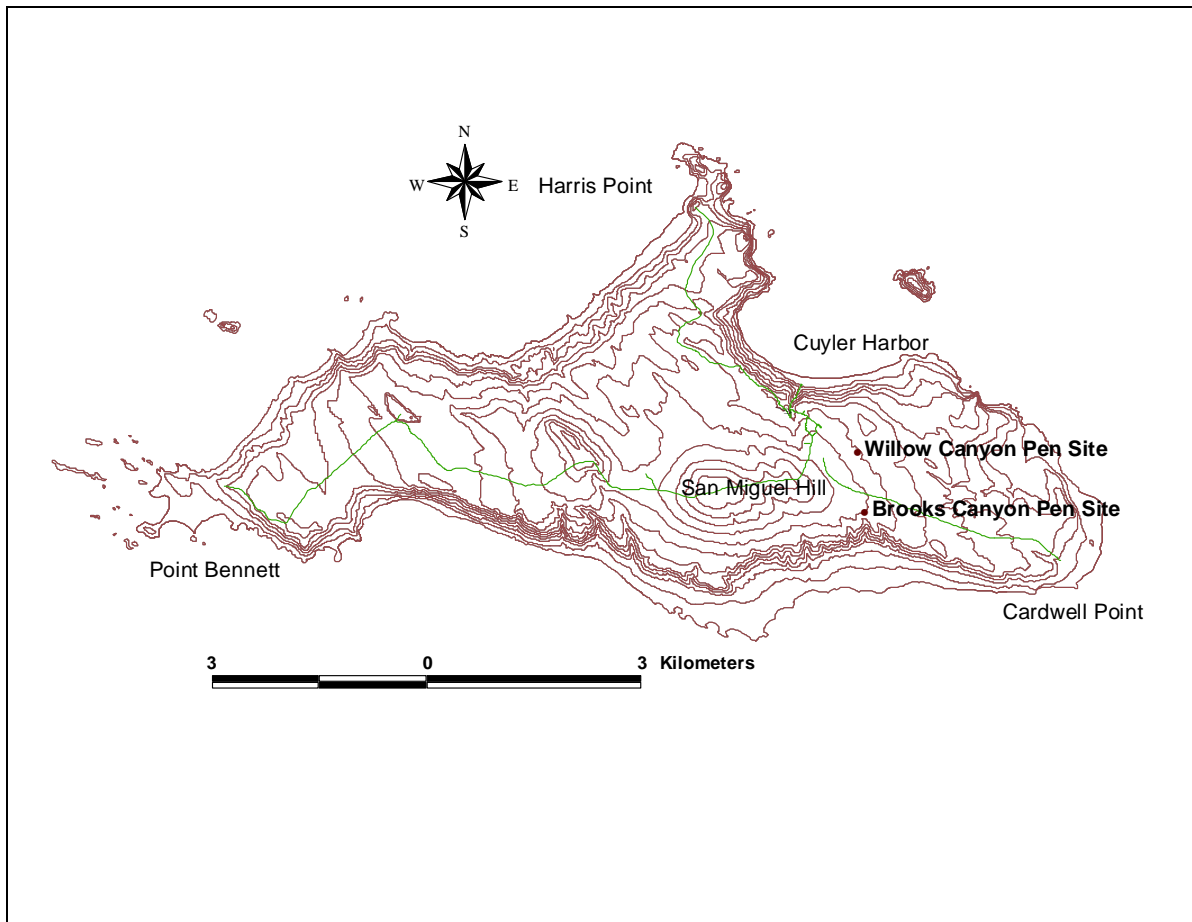 N
W E
S
Harris Point
Cuyler Harbor
Willow Canyon Pen Site
San Miguel Hill
Brooks Canyon Pen Site
Point Bennett
Cardwell Point
3 0 3 Kilometers